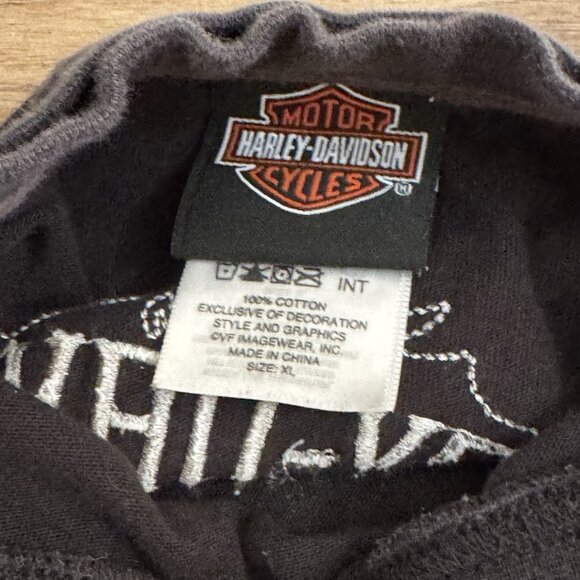 MOTOR
HARLEY-DAVIDSON
CYCLES
INT
100% COTTON
EXCLUSIVE OF DECORATION
STYLE AND GRAPHICS
©VF IMAGEWEAR, INC.
MADE IN CHINA
SIZE: XL